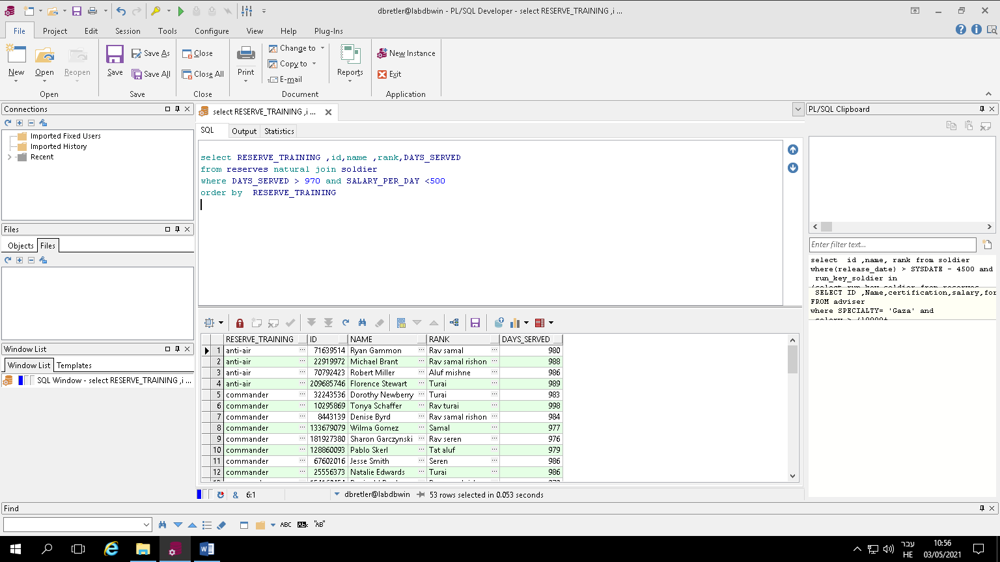 dbretler@labdbwin - PL/SQL Developer - select RESERVE_TRAINING ,i ...
File Project Edit Session Tools Configure View Help Plug-Ins
New Open Reopen
Save Save As Save All
Close Close All
Print Change to Copy to E-mail Reports
New Instance Exit
Open Save Close Document Application
Connections
Imported Fixed Users
Imported History
Recent
Files
Objects Files
Window List
Window List Templates
SQL Window - select RESERVE_TRAINING ,i ...
select RESERVE_TRAINING ,i ...
SQL Output Statistics
select RESERVE_TRAINING ,id,name ,rank,DAYS_SERVED
from reserves natural join soldier
where DAYS_SERVED > 970 and SALARY_PER_DAY <500
order by RESERVE_TRAINING
RESERVE_TRAINING ID NAME RANK DAYS_SERVED
1 anti-air 71639514 Ryan Gammon Rav samal 980
2 anti-air 22919972 Michael Brant Rav samal rishon 988
3 anti-air 70792423 Robert Miller Aluf mishne 986
4 anti-air 209685746 Florence Stewart Turai 989
5 commander 32243536 Dorothy Newberry Turai 983
6 commander 10295869 Tonya Schaffer Rav turai 998
7 commander 8443139 Denise Byrd Rav samal rishon 984
8 commander 133679079 Wilma Gomez Samal 977
9 commander 181927380 Sharon Garczynski Rav seren 976
10 commander 128860093 Pablo Skerl Tat aluf 979
11 commander 67602016 Jesse Smith Seren 986
12 commander 25556373 Natalie Edwards Turai 986
& 6:1 dbretler@labdbwin 53 rows selected in 0.053 seconds
PL/SQL Clipboard
Enter filter text...
select id ,name, rank from soldier
where(release_date) > SYSDATE - 4500 and
run_key_soldier in
(select run_key_soldier from reserves
SELECT ID ,Name,certification,salary,for
FROM adviser
where SPECIALTY= 'Gaza' and
Find
ABC AB "AB"
עבר
HE
10:56
03/05/2021